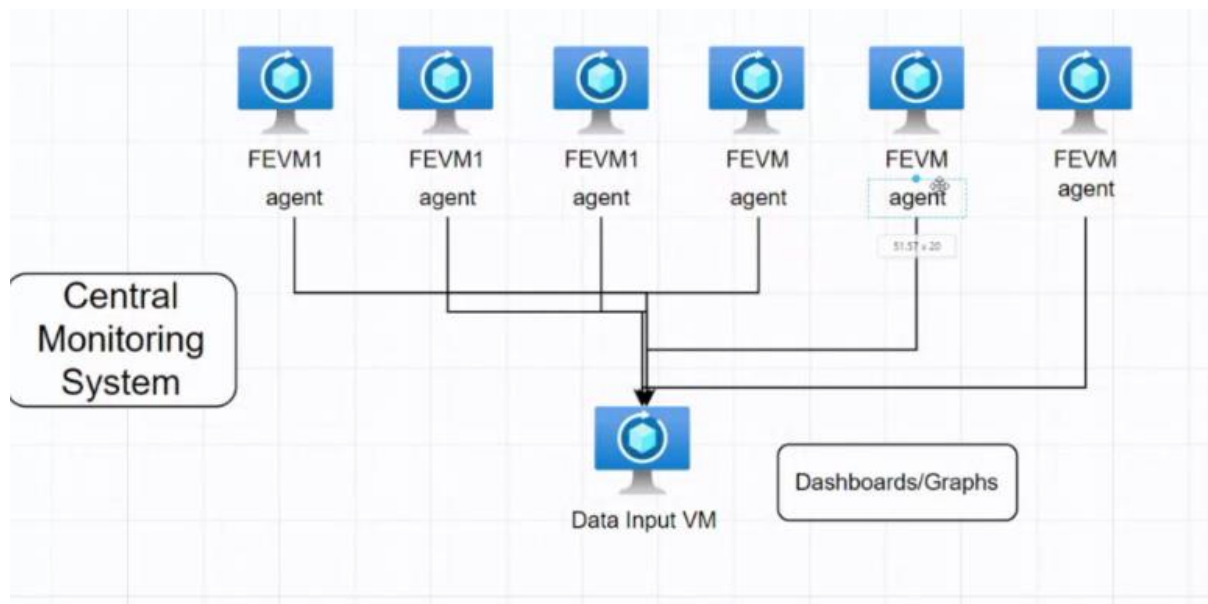 FEVM1 FEVM1 FEVM1 FEVM FEVM FEVM
agent agent agent agent agent agent
51.57 x 20
Central
Monitoring
System
Dashboards/Graphs
Data Input VM